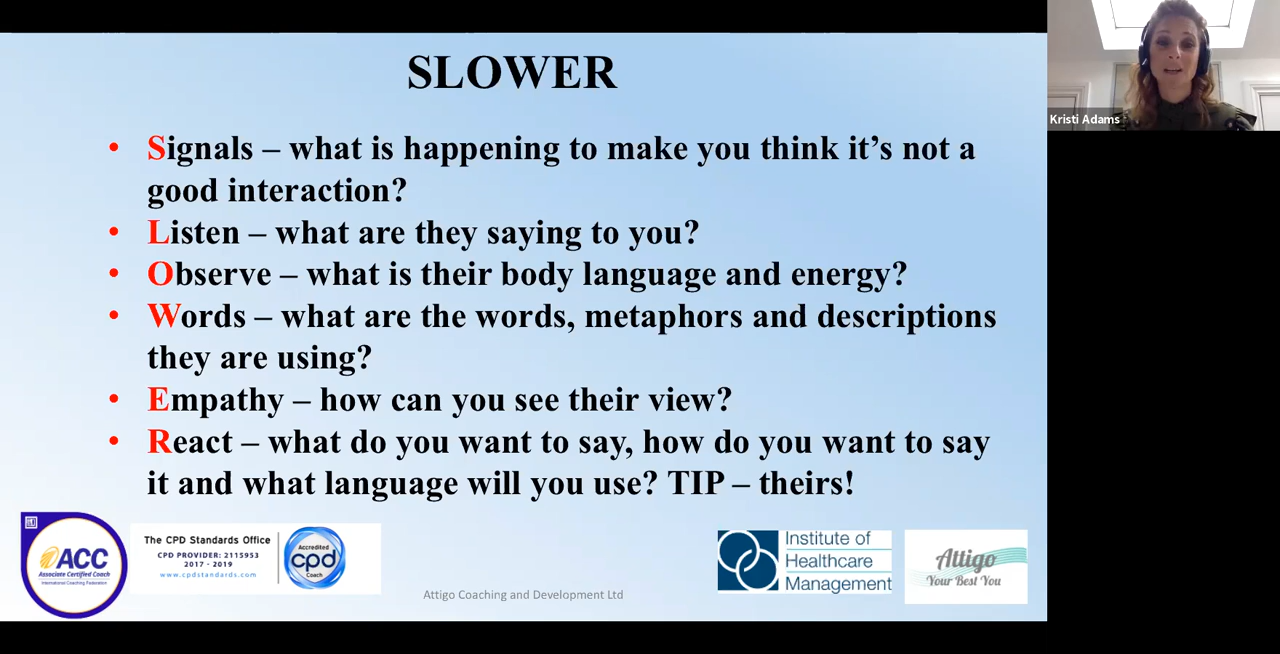 SLOWER
• Signals – what is happening to make you think it’s not a
good interaction?
• Listen – what are they saying to you?
• Observe – what is their body language and energy?
• Words – what are the words, metaphors and descriptions
they are using?
• Empathy – how can you see their view?
• React – what do you want to say, how do you want to say
it and what language will you use? TIP – theirs!
Kristi Adams
ACC
Associate Certified Coach
International Coaching Federation
The CPD Standards Office
CPD PROVIDER: 2115953
2017 - 2019
www.cpdstandards.com
Accredited
cpd
Coach
Attigo Coaching and Development Ltd
Institute of
Healthcare
Management
Attigo
Your Best You